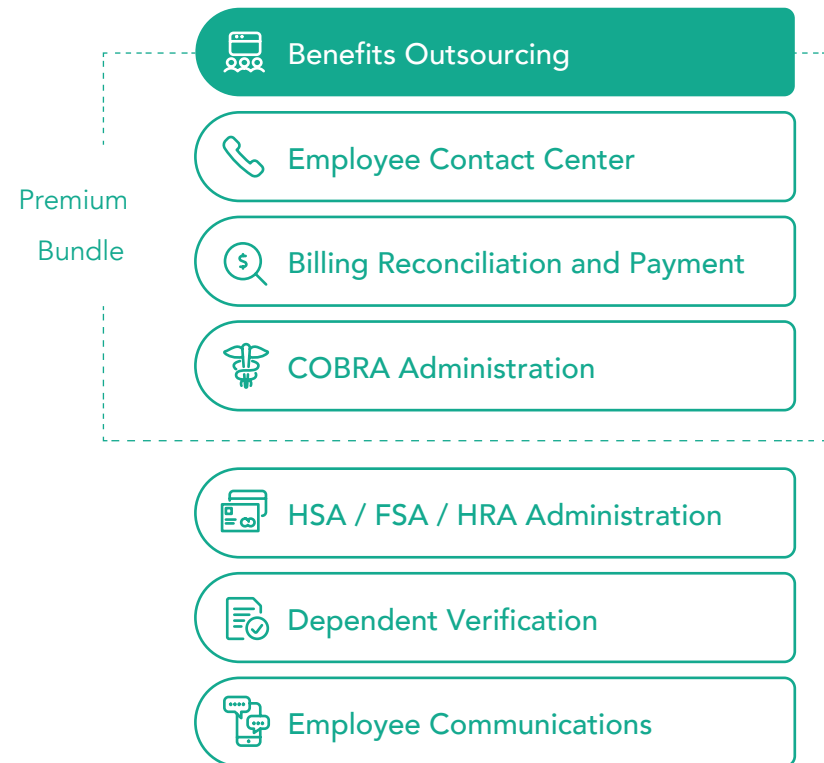 Benefits Outsourcing
Employee Contact Center
Premium
Bundle
Billing Reconciliation and Payment
$
COBRA Administration
HSA / FSA / HRA Administration
Dependent Verification
Employee Communications